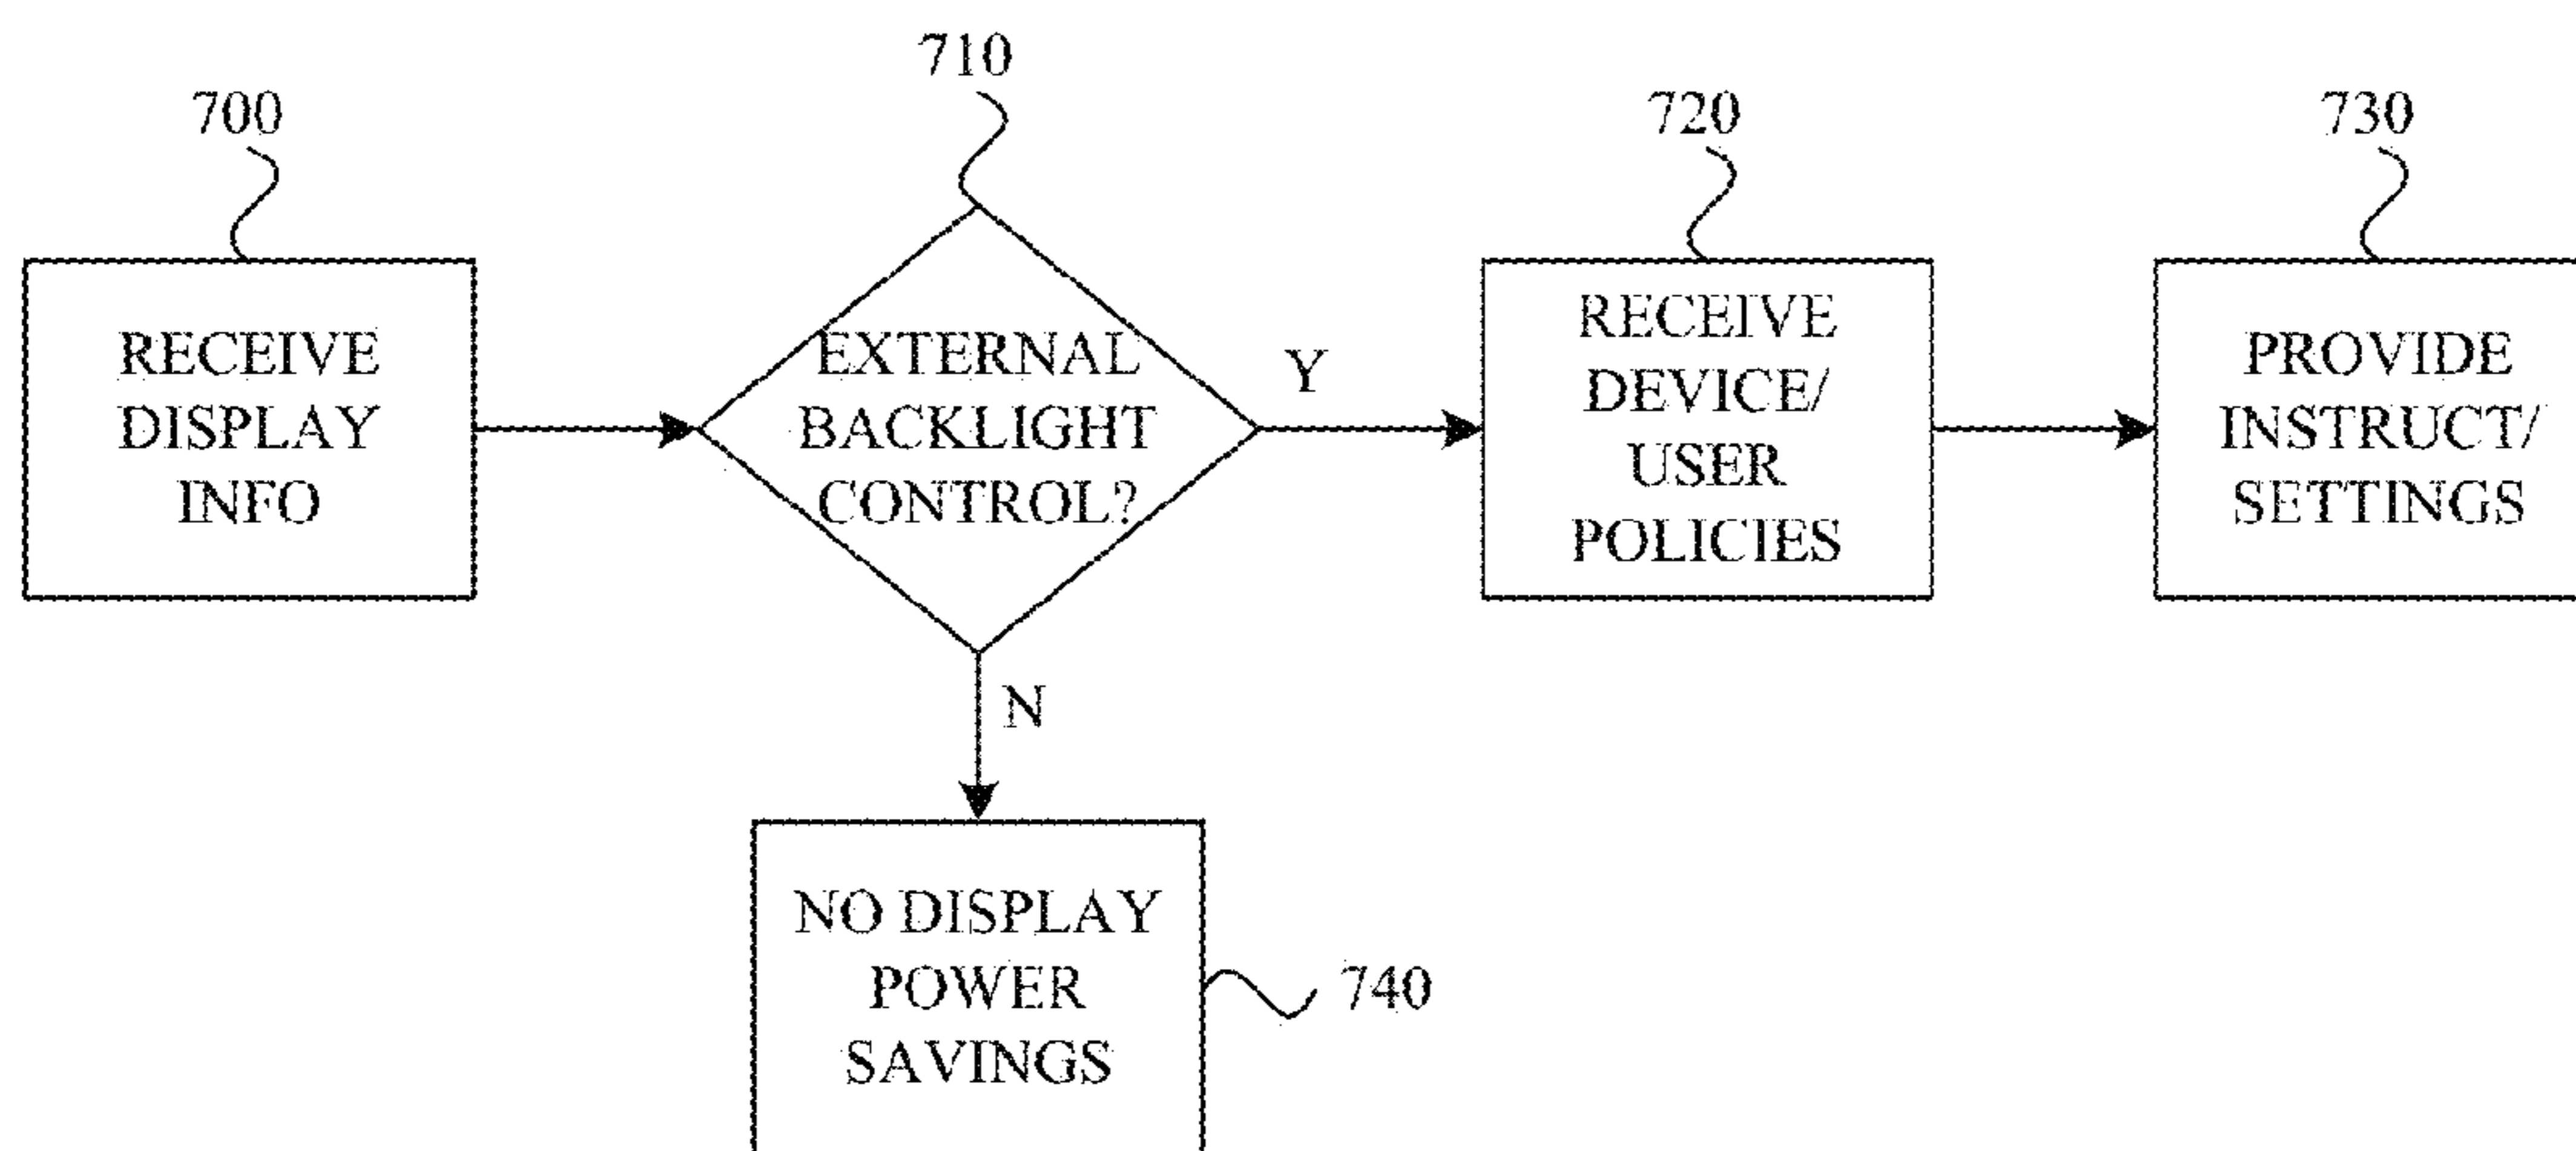 710
700
720
730
RECEIVE
DISPLAY
INFO
EXTERNAL
BACKLIGHT
CONTROL?
Y
RECEIVE
DEVICE/
USER
POLICIES
PROVIDE
INSTRUCT/
SETTINGS
N
NO DISPLAY
POWER
SAVINGS
740